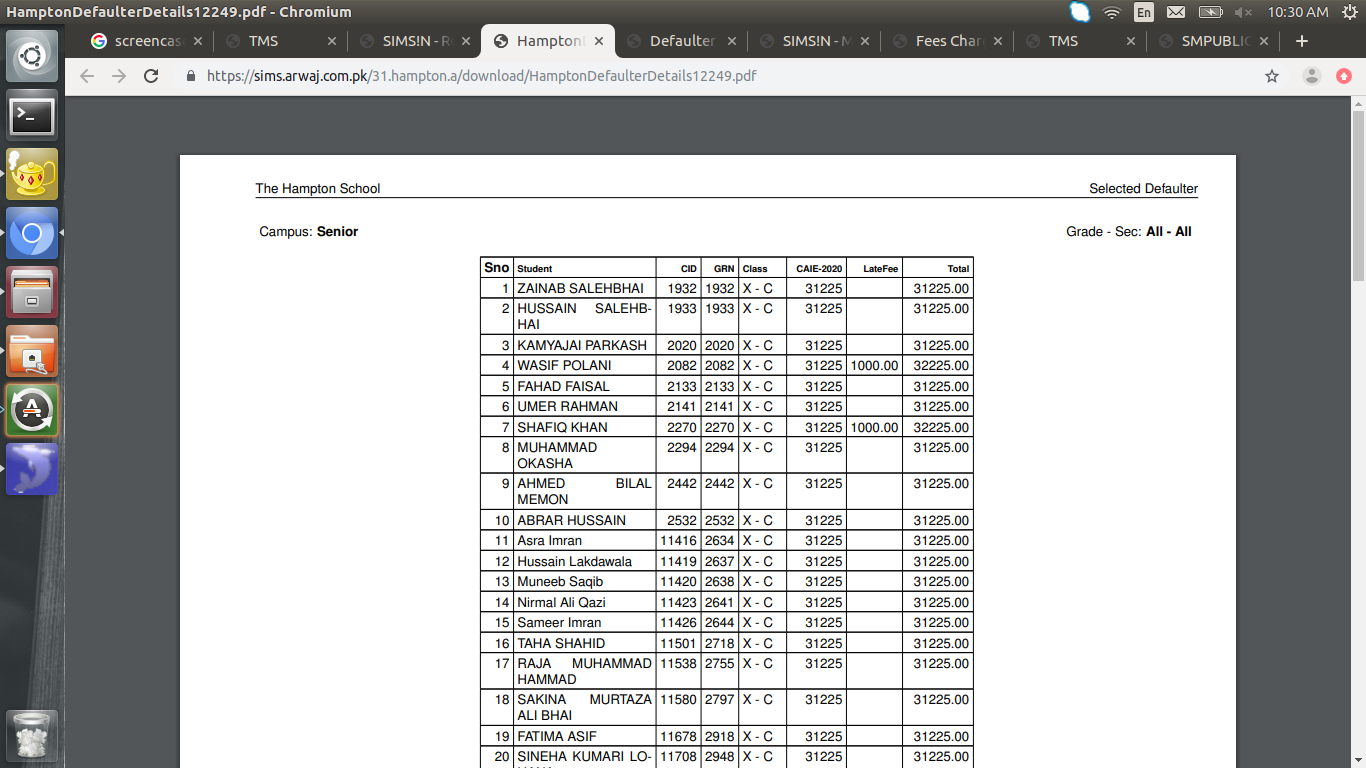 HamptonDefaulterDetails12249.pdf - Chromium
En
10:30 AM
screencas
TMS
SIMS!N - R
Hampton
Defaulter
SIMS!N - M
Fees Char
TMS
SMPUBLIC
https://sims.arwaj.com.pk/31.hampton.a/download/HamptonDefaulterDetails12249.pdf
The Hampton School Selected Defaulter
Campus: Senior Grade - Sec: All - All
Sno Student CID GRN Class CAIE-2020 LateFee Total
1 ZAINAB SALEHBHAI 1932 1932 X - C 31225 31225.00
2 HUSSAIN SALEHB- 1933 1933 X - C 31225 31225.00
HAI
3 KAMYAJAI PARKASH 2020 2020 X - C 31225 31225.00
4 WASIF POLANI 2082 2082 X - C 31225 1000.00 32225.00
5 FAHAD FAISAL 2133 2133 X - C 31225 31225.00
6 UMER RAHMAN 2141 2141 X - C 31225 31225.00
7 SHAFIQ KHAN 2270 2270 X - C 31225 1000.00 32225.00
8 MUHAMMAD 2294 2294 X - C 31225 31225.00
OKASHA
9 AHMED BILAL 2442 2442 X - C 31225 31225.00
MEMON
10 ABRAR HUSSAIN 2532 2532 X - C 31225 31225.00
11 Asra Imran 11416 2634 X - C 31225 31225.00
12 Hussain Lakdawala 11419 2637 X - C 31225 31225.00
13 Muneeb Saqib 11420 2638 X - C 31225 31225.00
14 Nirmal Ali Qazi 11423 2641 X - C 31225 31225.00
15 Sameer Imran 11426 2644 X - C 31225 31225.00
16 TAHA SHAHID 11501 2718 X - C 31225 31225.00
17 RAJA MUHAMMAD 11538 2755 X - C 31225 31225.00
HAMMAD
18 SAKINA MURTAZA 11580 2797 X - C 31225 31225.00
ALI BHAI
19 FATIMA ASIF 11678 2918 X - C 31225 31225.00
20 SINEHA KUMARI LO- 11708 2948 X - C 31225 31225.00